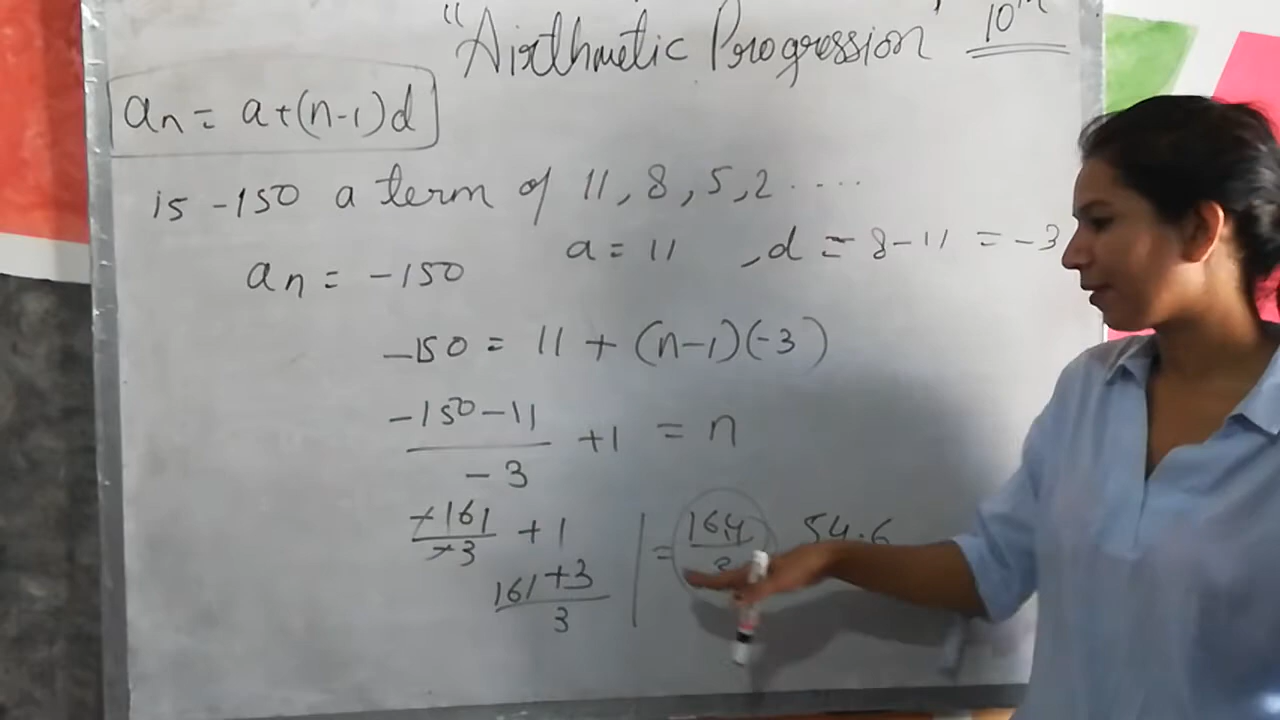 "Airthmetic Progression" 10th
an = a+(n-1)d
is -150 a term of 11, 8, 5, 2 ....
an = -150 a = 11 , d = 8-11 = -3
-150 = 11 + (n-1)(-3)
-150-11 / -3 +1 = n
-161 / -3 + 1
161+3 / 3
= 164 / 3 54.6